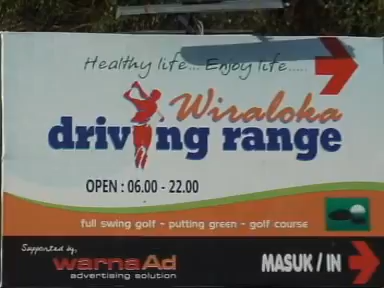 Healthy life... Enjoy life.....
Wiraloka
driving range
OPEN : 06.00 - 22.00
full swing golf - putting green - golf course
Supported by,
warnaAd
advertising solution
MASUK / IN